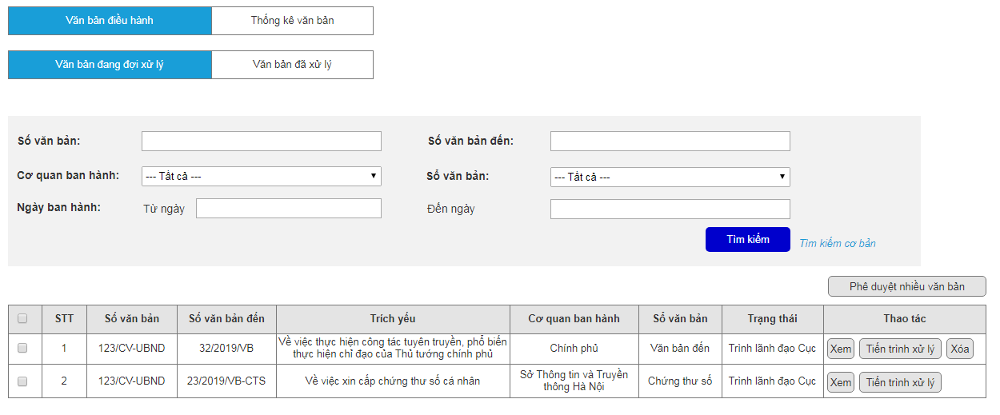 Văn bản điều hành
Thống kê văn bản
Văn bản đang đợi xử lý
Văn bản đã xử lý
Số văn bản:
Số văn bản đến:
Cơ quan ban hành:
--- Tất cả ---
Sổ văn bản:
--- Tất cả ---
Ngày ban hành:
Từ ngày
Đến ngày
Tìm kiếm
Tìm kiếm cơ bản
Phê duyệt nhiều văn bản
STT
Số văn bản
Số văn bản đến
Trích yếu
Cơ quan ban hành
Sổ văn bản
Trạng thái
Thao tác
1
123/CV-UBND
32/2019/VB
Về việc thực hiện công tác tuyên truyền, phổ biến
thực hiện chỉ đạo của Thủ tướng chính phủ
Chính phủ
Văn bản đến
Trình lãnh đạo Cục
Xem
Tiến trình xử lý
Xóa
2
123/CV-UBND
23/2019/VB-CTS
Về việc xin cấp chứng thư số cá nhân
Sở Thông tin và Truyền
thông Hà Nội
Chứng thư số
Trình lãnh đạo Cục
Xem
Tiến trình xử lý